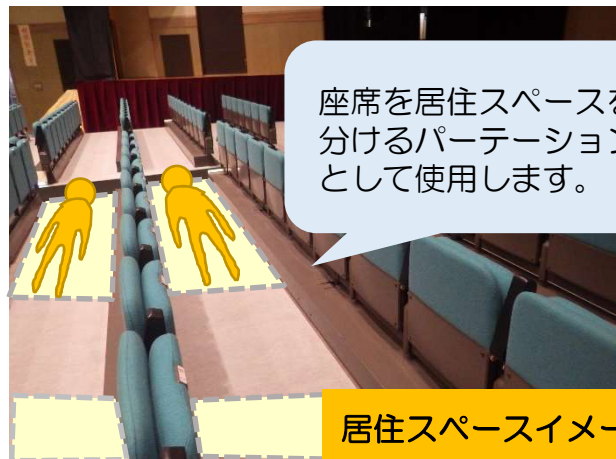 座席を居住スペースを
分けるパーテーション
として使用します。
居住スペースイメー